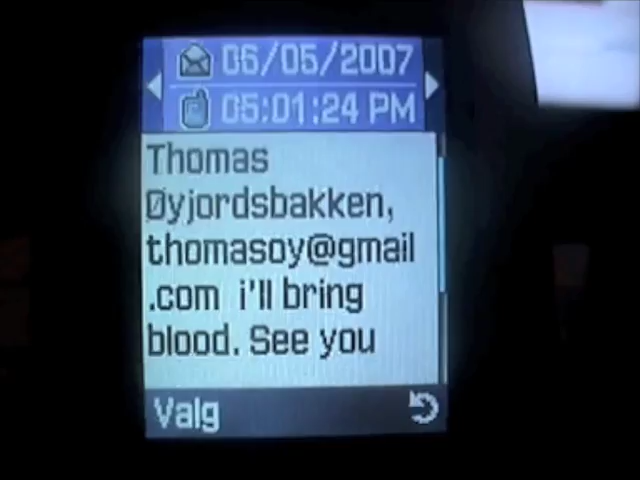 06/05/2007
05:01:24 PM
Thomas
Øyjordsbakken,
thomasoy@gmail
.com i'll bring
blood. See you
Valg